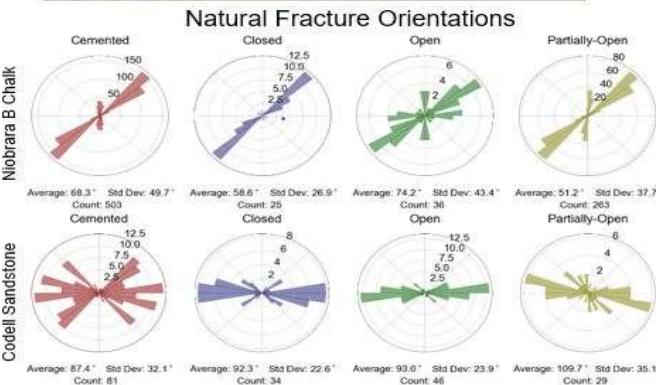 Natural Fracture Orientations
Niobrara B Chalk
Cemented Closed Open Partially-Open
150 100 50
12.5 10.0 7.5 5.0 2.5
6 4 2
80 60 40 20
Average: 68.3° Std Dev: 49.7° Average: 58.6° Std Dev: 26.9° Average: 74.2° Std Dev: 43.4° Average: 51.2° Std Dev: 37.7
Count: 503 Count: 25 Count: 36 Count: 263
Codell Sandstone
Cemented Closed Open Partially-Open
12.5 10.0 7.5 5.0 2.5
8 6 4 2
12.5 10.0 7.5 5.0 2.5
6 4 2
Average: 87.4° Std Dev: 32.1° Average: 92.3° Std Dev: 22.6° Average: 93.0° Std Dev: 23.9° Average: 109.7° Std Dev: 35.1
Count: 81 Count: 34 Count: 46 Count: 29